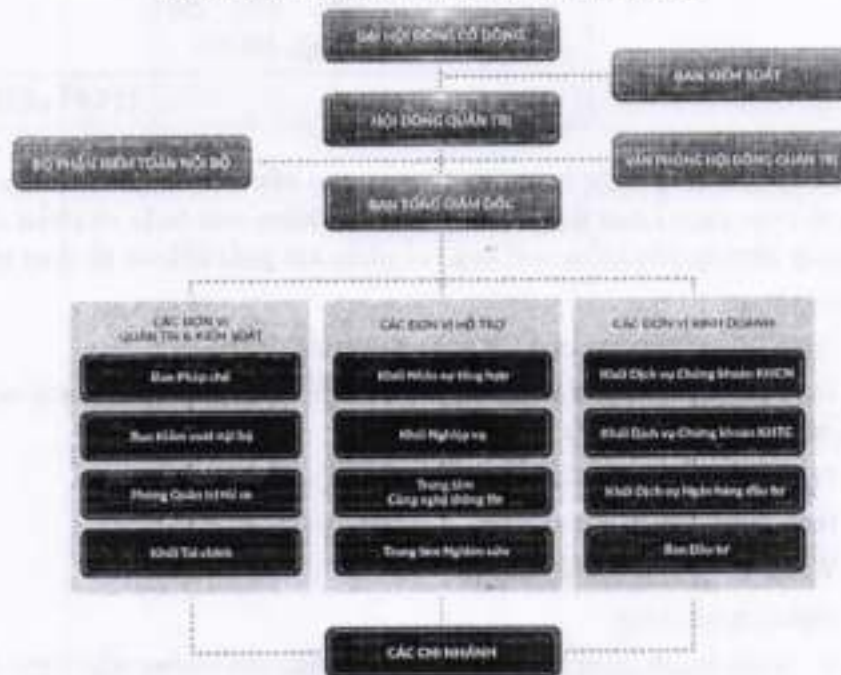 ĐẠI HỘI ĐỒNG CỔ ĐÔNG
BAN KIỂM SOÁT
HỘI ĐỒNG QUẢN TRỊ
BỘ PHẬN KIỂM TOÁN NỘI BỘ
VĂN PHÒNG HỘI ĐỒNG QUẢN TRỊ
BAN TỔNG GIÁM ĐỐC
CÁC ĐƠN VỊ
QUẢN TRỊ & KIỂM SOÁT
Ban Pháp chế
Ban Kiểm soát nội bộ
Phòng Quản trị rủi ro
Khối Tài chính
CÁC ĐƠN VỊ HỖ TRỢ
Khối Nhân sự tổng hợp
Khối Nghiệp vụ
Trung tâm
Công nghệ thông tin
Trung tâm Nghiên cứu
CÁC ĐƠN VỊ KINH DOANH
Khối Dịch vụ Chứng khoán KHCN
Khối Dịch vụ Chứng khoán KHTC
Khối Dịch vụ Ngân hàng đầu tư
Ban Đầu tư
CÁC CHI NHÁNH